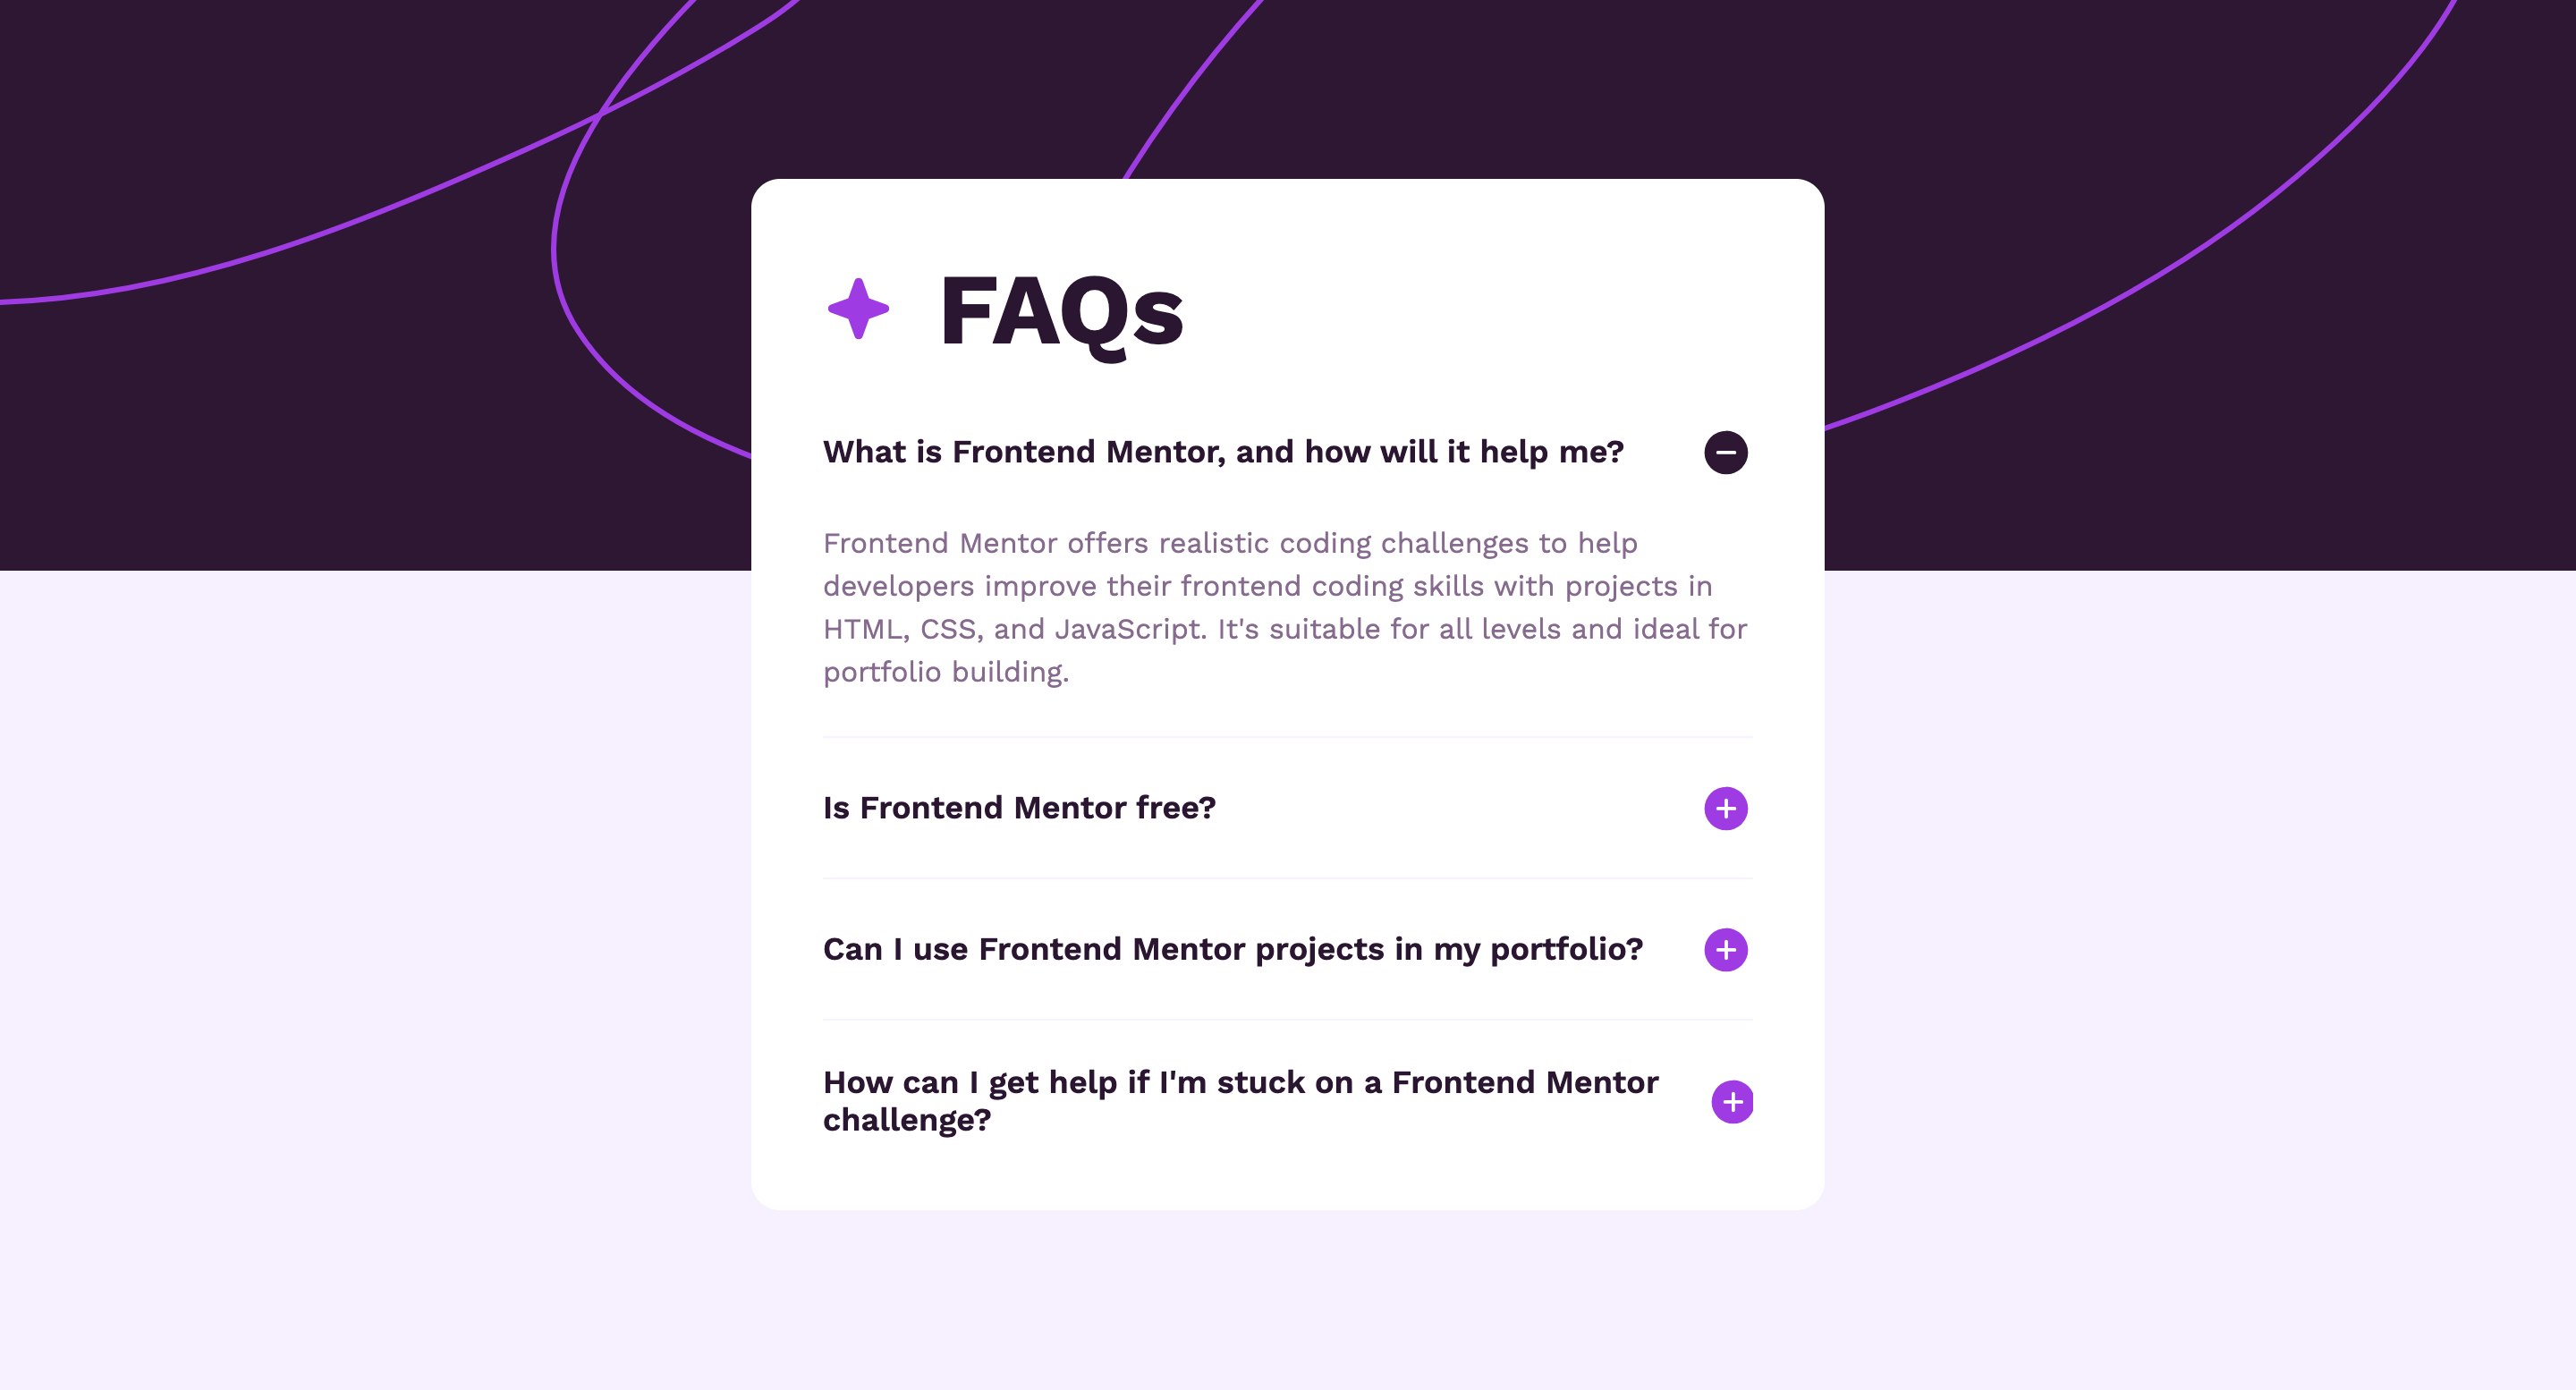 FAQs
What is Frontend Mentor, and how will it help me?
Frontend Mentor offers realistic coding challenges to help
developers improve their frontend coding skills with projects in
HTML, CSS, and JavaScript. It's suitable for all levels and ideal for
portfolio building.
Is Frontend Mentor free?
Can I use Frontend Mentor projects in my portfolio?
How can I get help if I'm stuck on a Frontend Mentor
challenge?